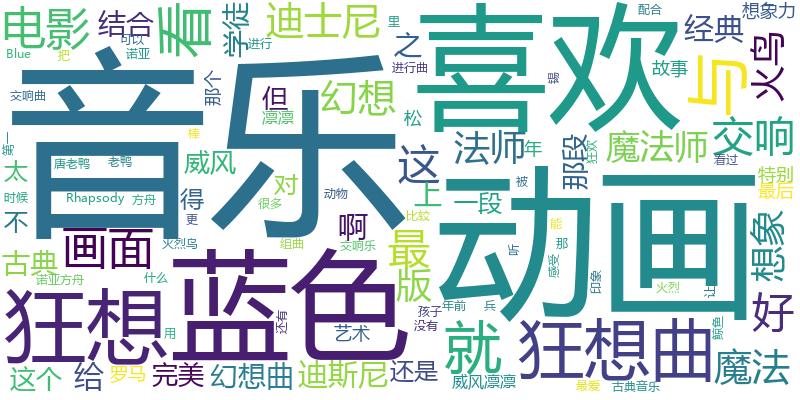 电影
结合
看
学徒
迪士尼
喜欢
配合
经典
想象力
里
可以
进行
诺亚
把
Blue
音乐
那个
但
之
进行曲
幻想
与
火鸟
故事
锡
交响曲
棒
凛凛
松
年
狂欢
第一
唐老鸭
老鸭
威风
这
法师
那段
魔法师
交响
看过
太
时候
Rhapsody
方舟
得
对
动物
上
一段
被
特别
最后
不
更
很多
啊
比较
能
想象
画面
火烈鸟
组曲
交响乐
最
听
那
感受
古典
诺亚方舟
什么
蓝色
版
动画
印象
火烈
让
好
狂想
用
还有
艺术
孩子
没有
年前
兵
就
狂想曲
鲸鱼
魔法
这个
给
罗马
完美
幻想曲
迪斯尼
还是
威风凛凛
最爱
古典音乐